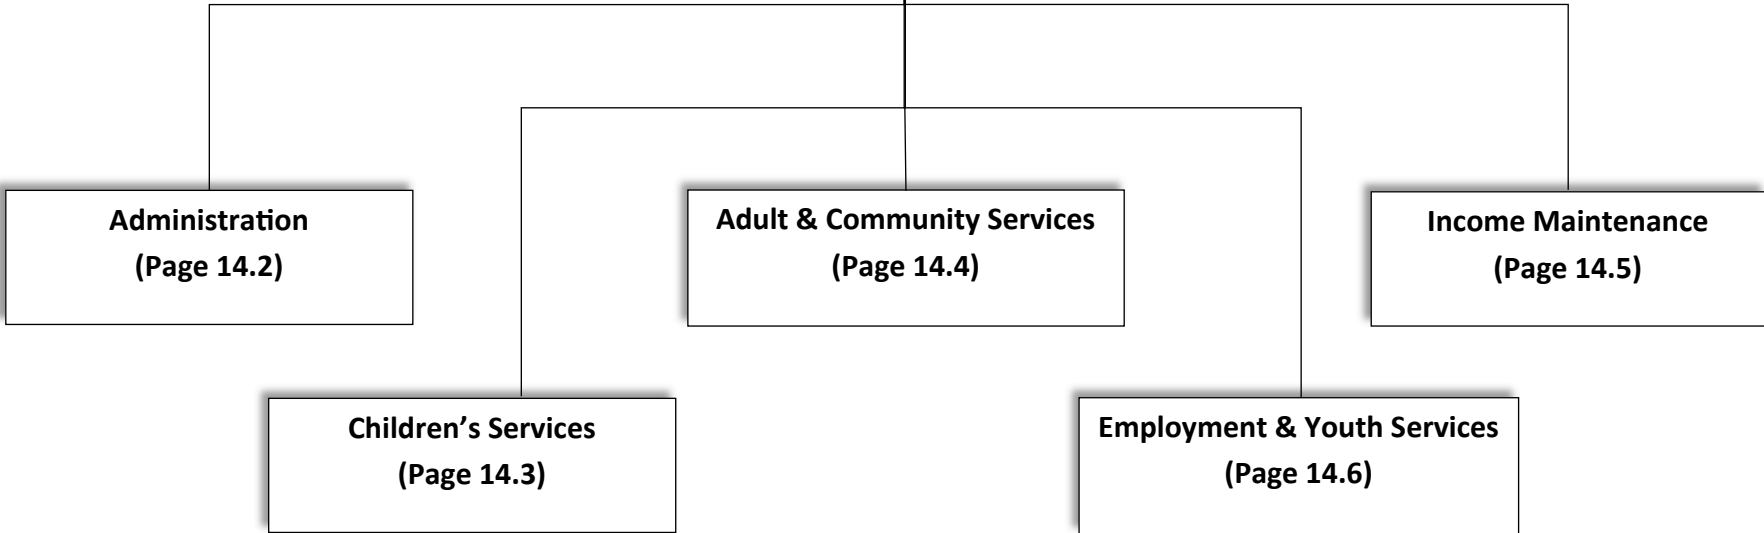 Administration
(Page 14.2)
Adult & Community Services
(Page 14.4)
Income Maintenance
(Page 14.5)
Children’s Services
(Page 14.3)
Employment & Youth Services
(Page 14.6)